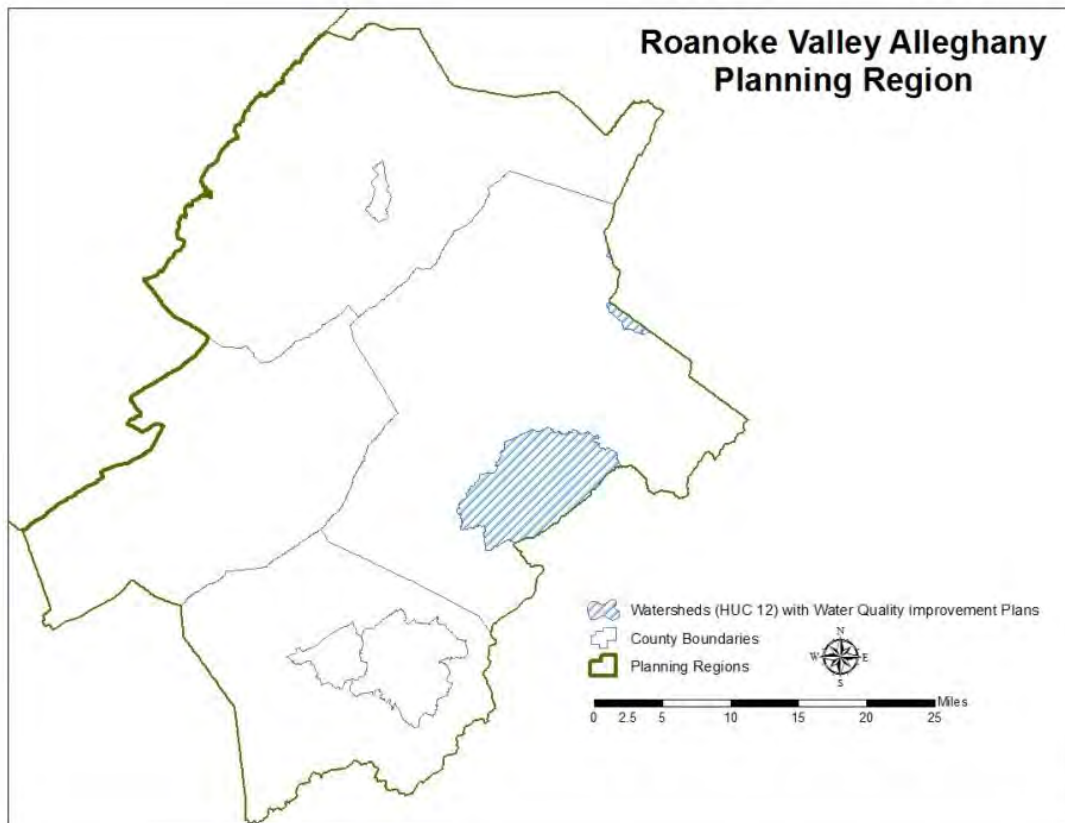 Roanoke Valley Alleghany
Planning Region
Watersheds (HUC 12) with Water Quality Improvement Plans
County Boundaries
Planning Regions
N
W E
S
Miles
0 2.5 5 10 15 20 25